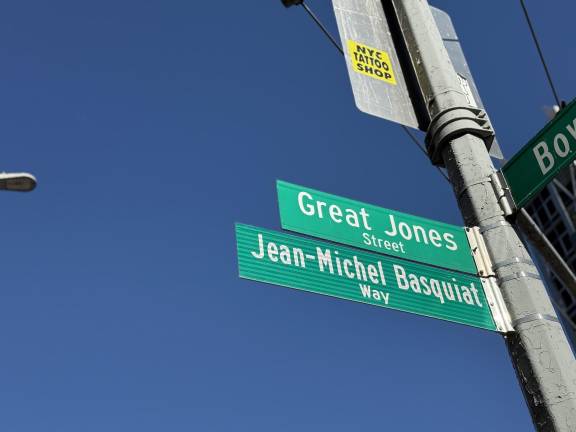 NYC
TATTOO
SHOP
Great Jones
Street
Jean-Michel Basquiat
Way